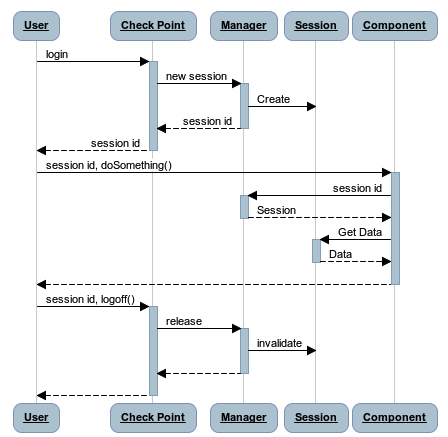 User Check Point Manager Session Component
login
new session
Create
session id
session id
session id, doSomething()
session id
Session
Get Data
Data
session id, logoff()
release
invalidate
User Check Point Manager Session Component